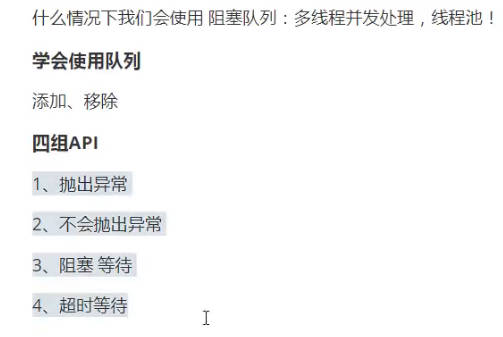 什么情况下我们会使用 阻塞队列：多线程并发处理，线程池！
学会使用队列
添加、移除
四组API
1、抛出异常
2、不会抛出异常
3、阻塞 等待
4、超时等待